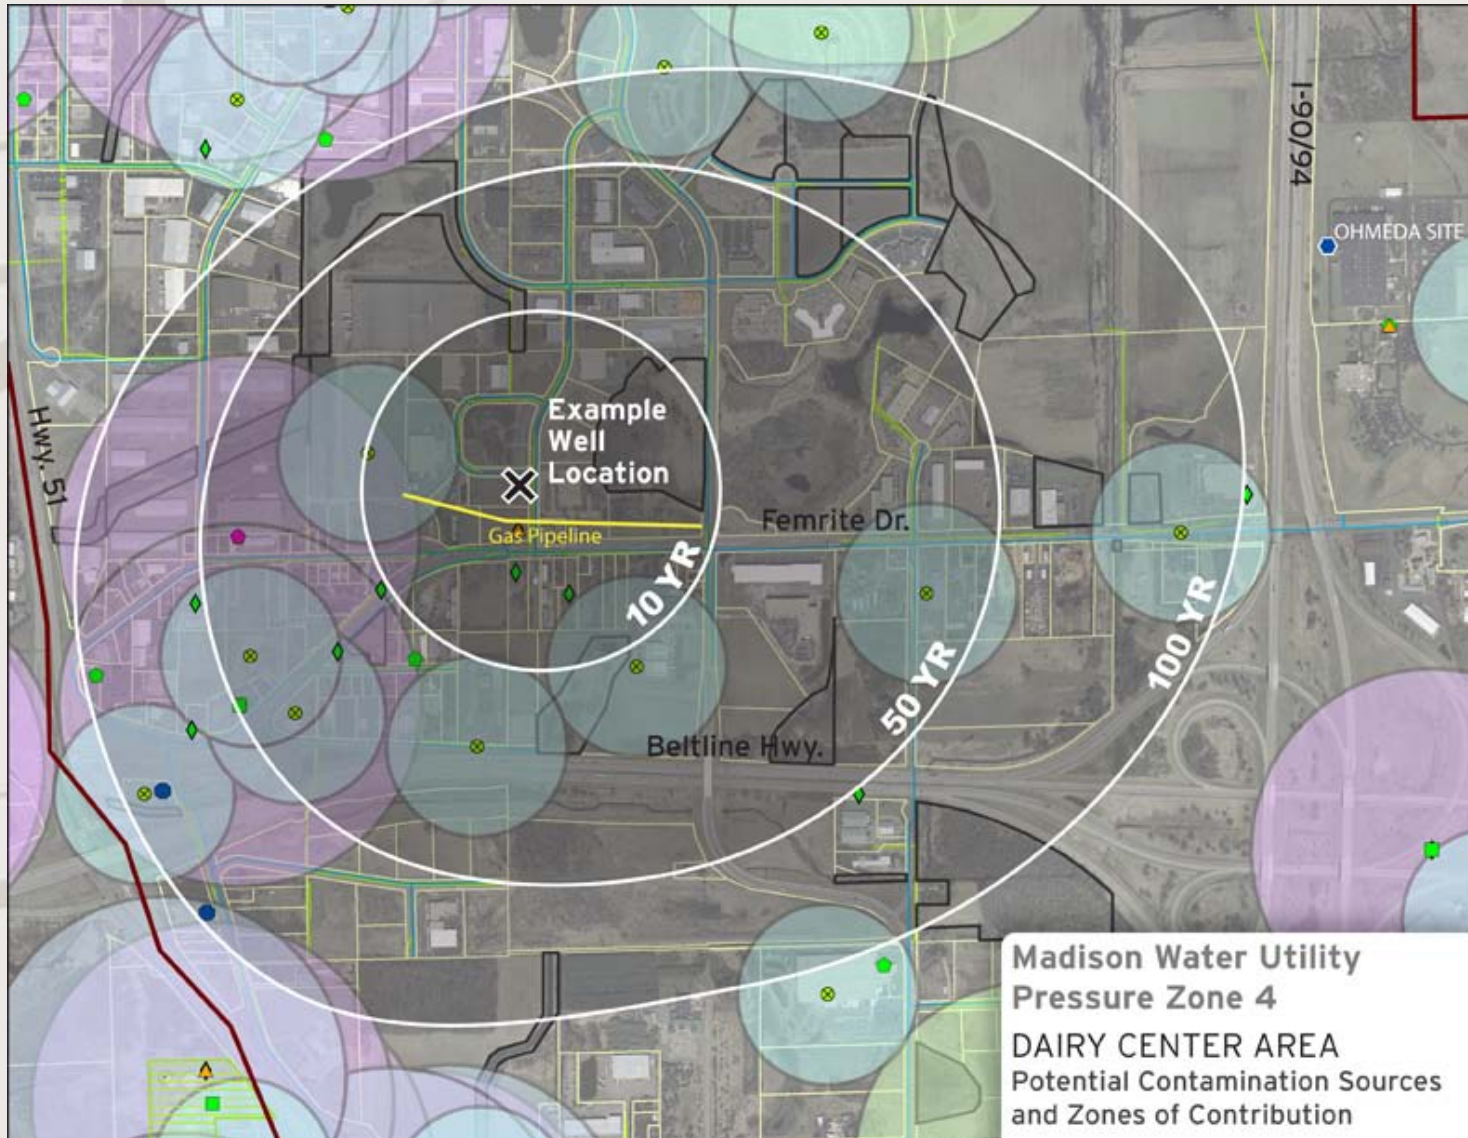 I-90/94
OHMEDA SITE
Hwy. 51
Example
Well
Location
Gas Pipeline
Femrite Dr.
10 YR
50 YR
100 YR
Beltline Hwy.
Madison Water Utility
Pressure Zone 4
DAIRY CENTER AREA
Potential Contamination Sources
and Zones of Contribution